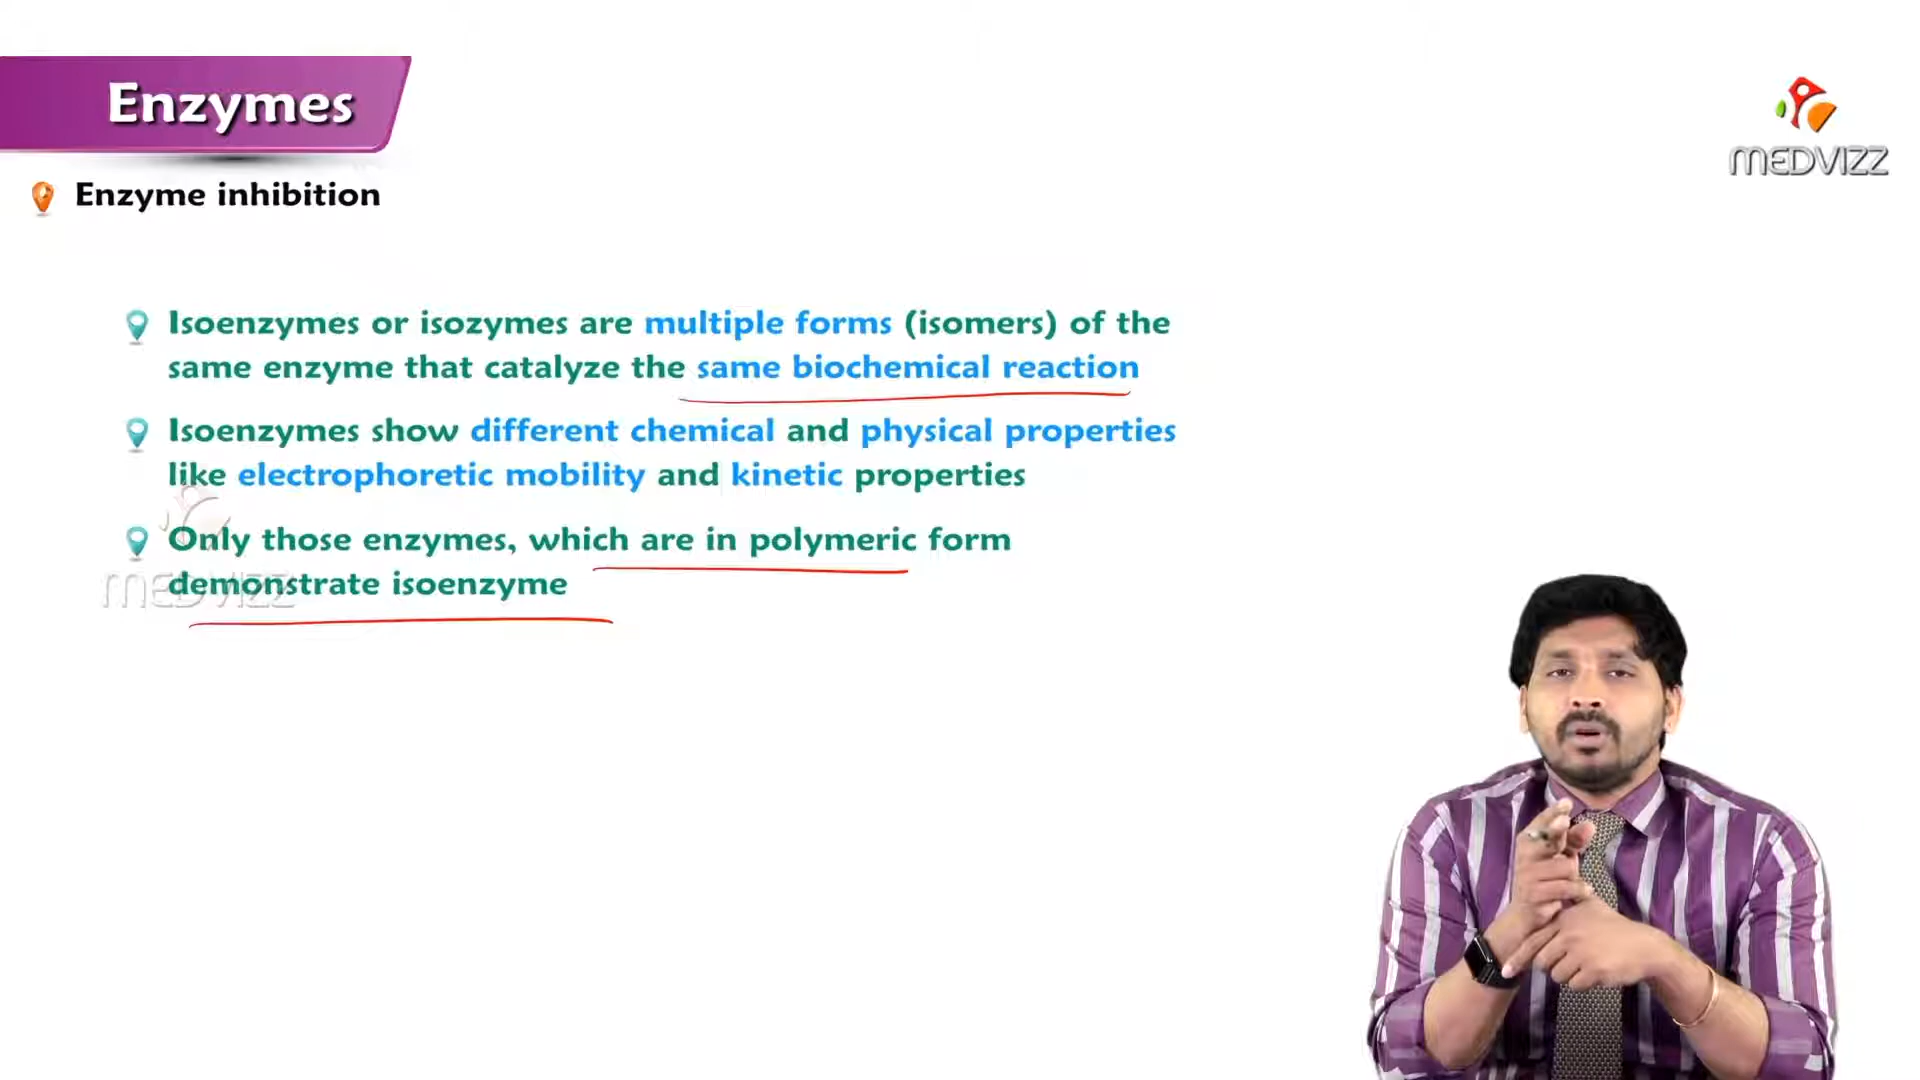 Enzymes
MEDVIZZ
Enzyme inhibition
Isoenzymes or isozymes are multiple forms (isomers) of the
same enzyme that catalyze the same biochemical reaction
Isoenzymes show different chemical and physical properties
like electrophoretic mobility and kinetic properties
Only those enzymes, which are in polymeric form
demonstrate isoenzyme
MEDVIZZ